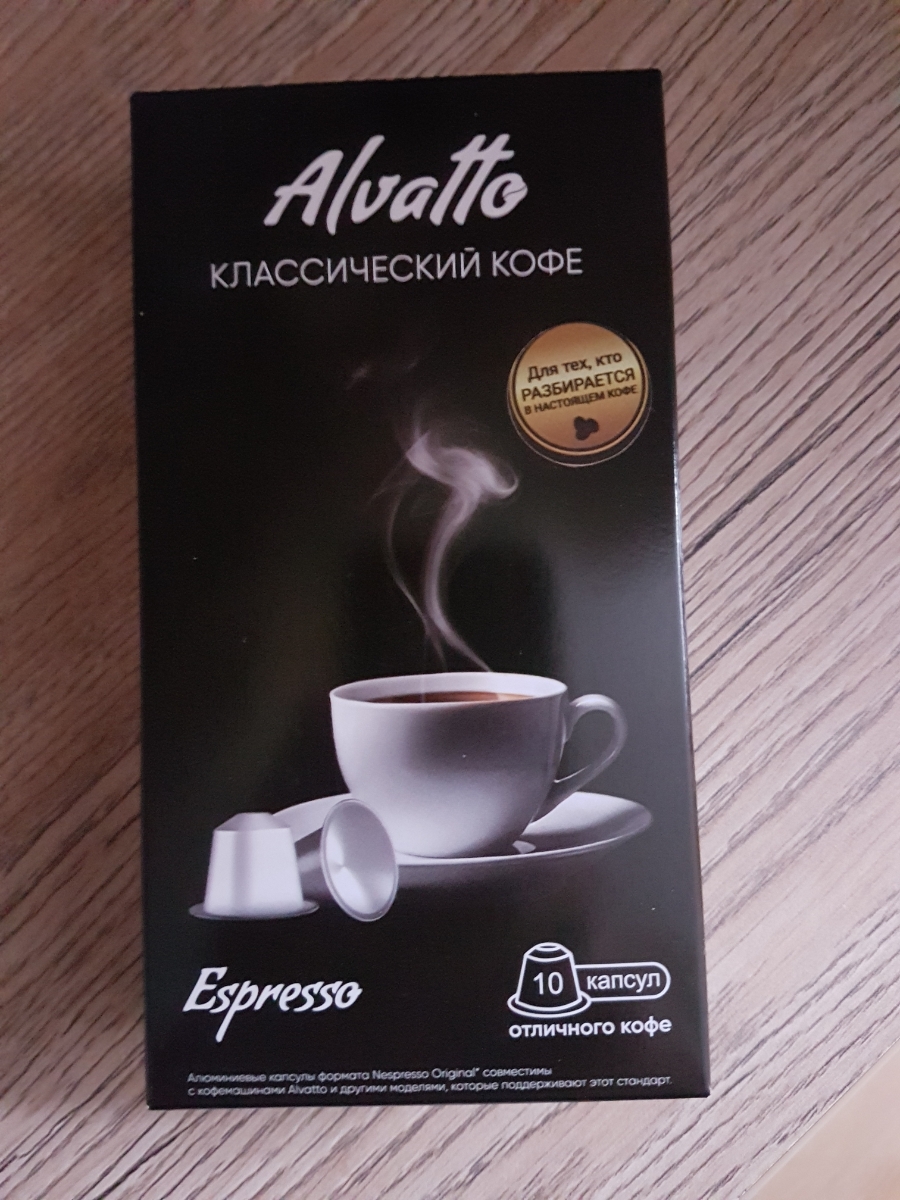 Alvatto
КЛАССИЧЕСКИЙ КОФЕ
Для тех, кто
РАЗБИРАЕТСЯ
В НАСТОЯЩЕМ КОФЕ
Espresso
10 капсул
отличного кофе
Алюминиевые капсулы формата Nespresso Original* совместимы
с кофемашинами Alvatto и другими моделями, которые поддерживают этот стандарт.